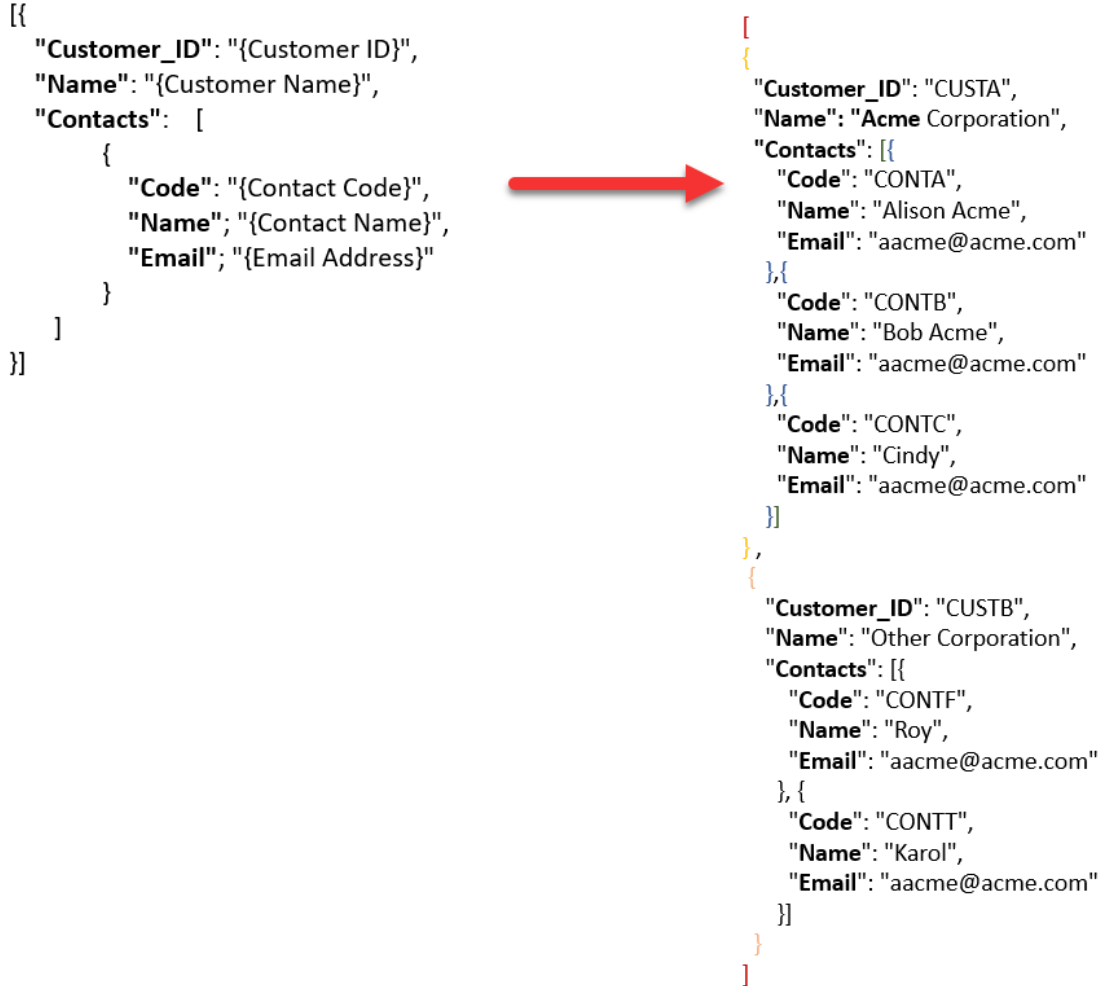 [{
"Customer_ID": "{Customer ID}",
"Name": "{Customer Name}",
"Contacts": [
{
"Code": "{Contact Code}",
"Name"; "{Contact Name}",
"Email"; "{Email Address}"
}
]
}]
[
{
"Customer_ID": "CUSTA",
"Name": "Acme Corporation",
"Contacts": [{
"Code": "CONTA",
"Name": "Alison Acme",
"Email": "aacme@acme.com"
},{
"Code": "CONTB",
"Name": "Bob Acme",
"Email": "aacme@acme.com"
},{
"Code": "CONTC",
"Name": "Cindy",
"Email": "aacme@acme.com"
}]
} ,
{
"Customer_ID": "CUSTB",
"Name": "Other Corporation",
"Contacts": [{
"Code": "CONTF",
"Name": "Roy",
"Email": "aacme@acme.com"
}, {
"Code": "CONTT",
"Name": "Karol",
"Email": "aacme@acme.com"
}]
}
]